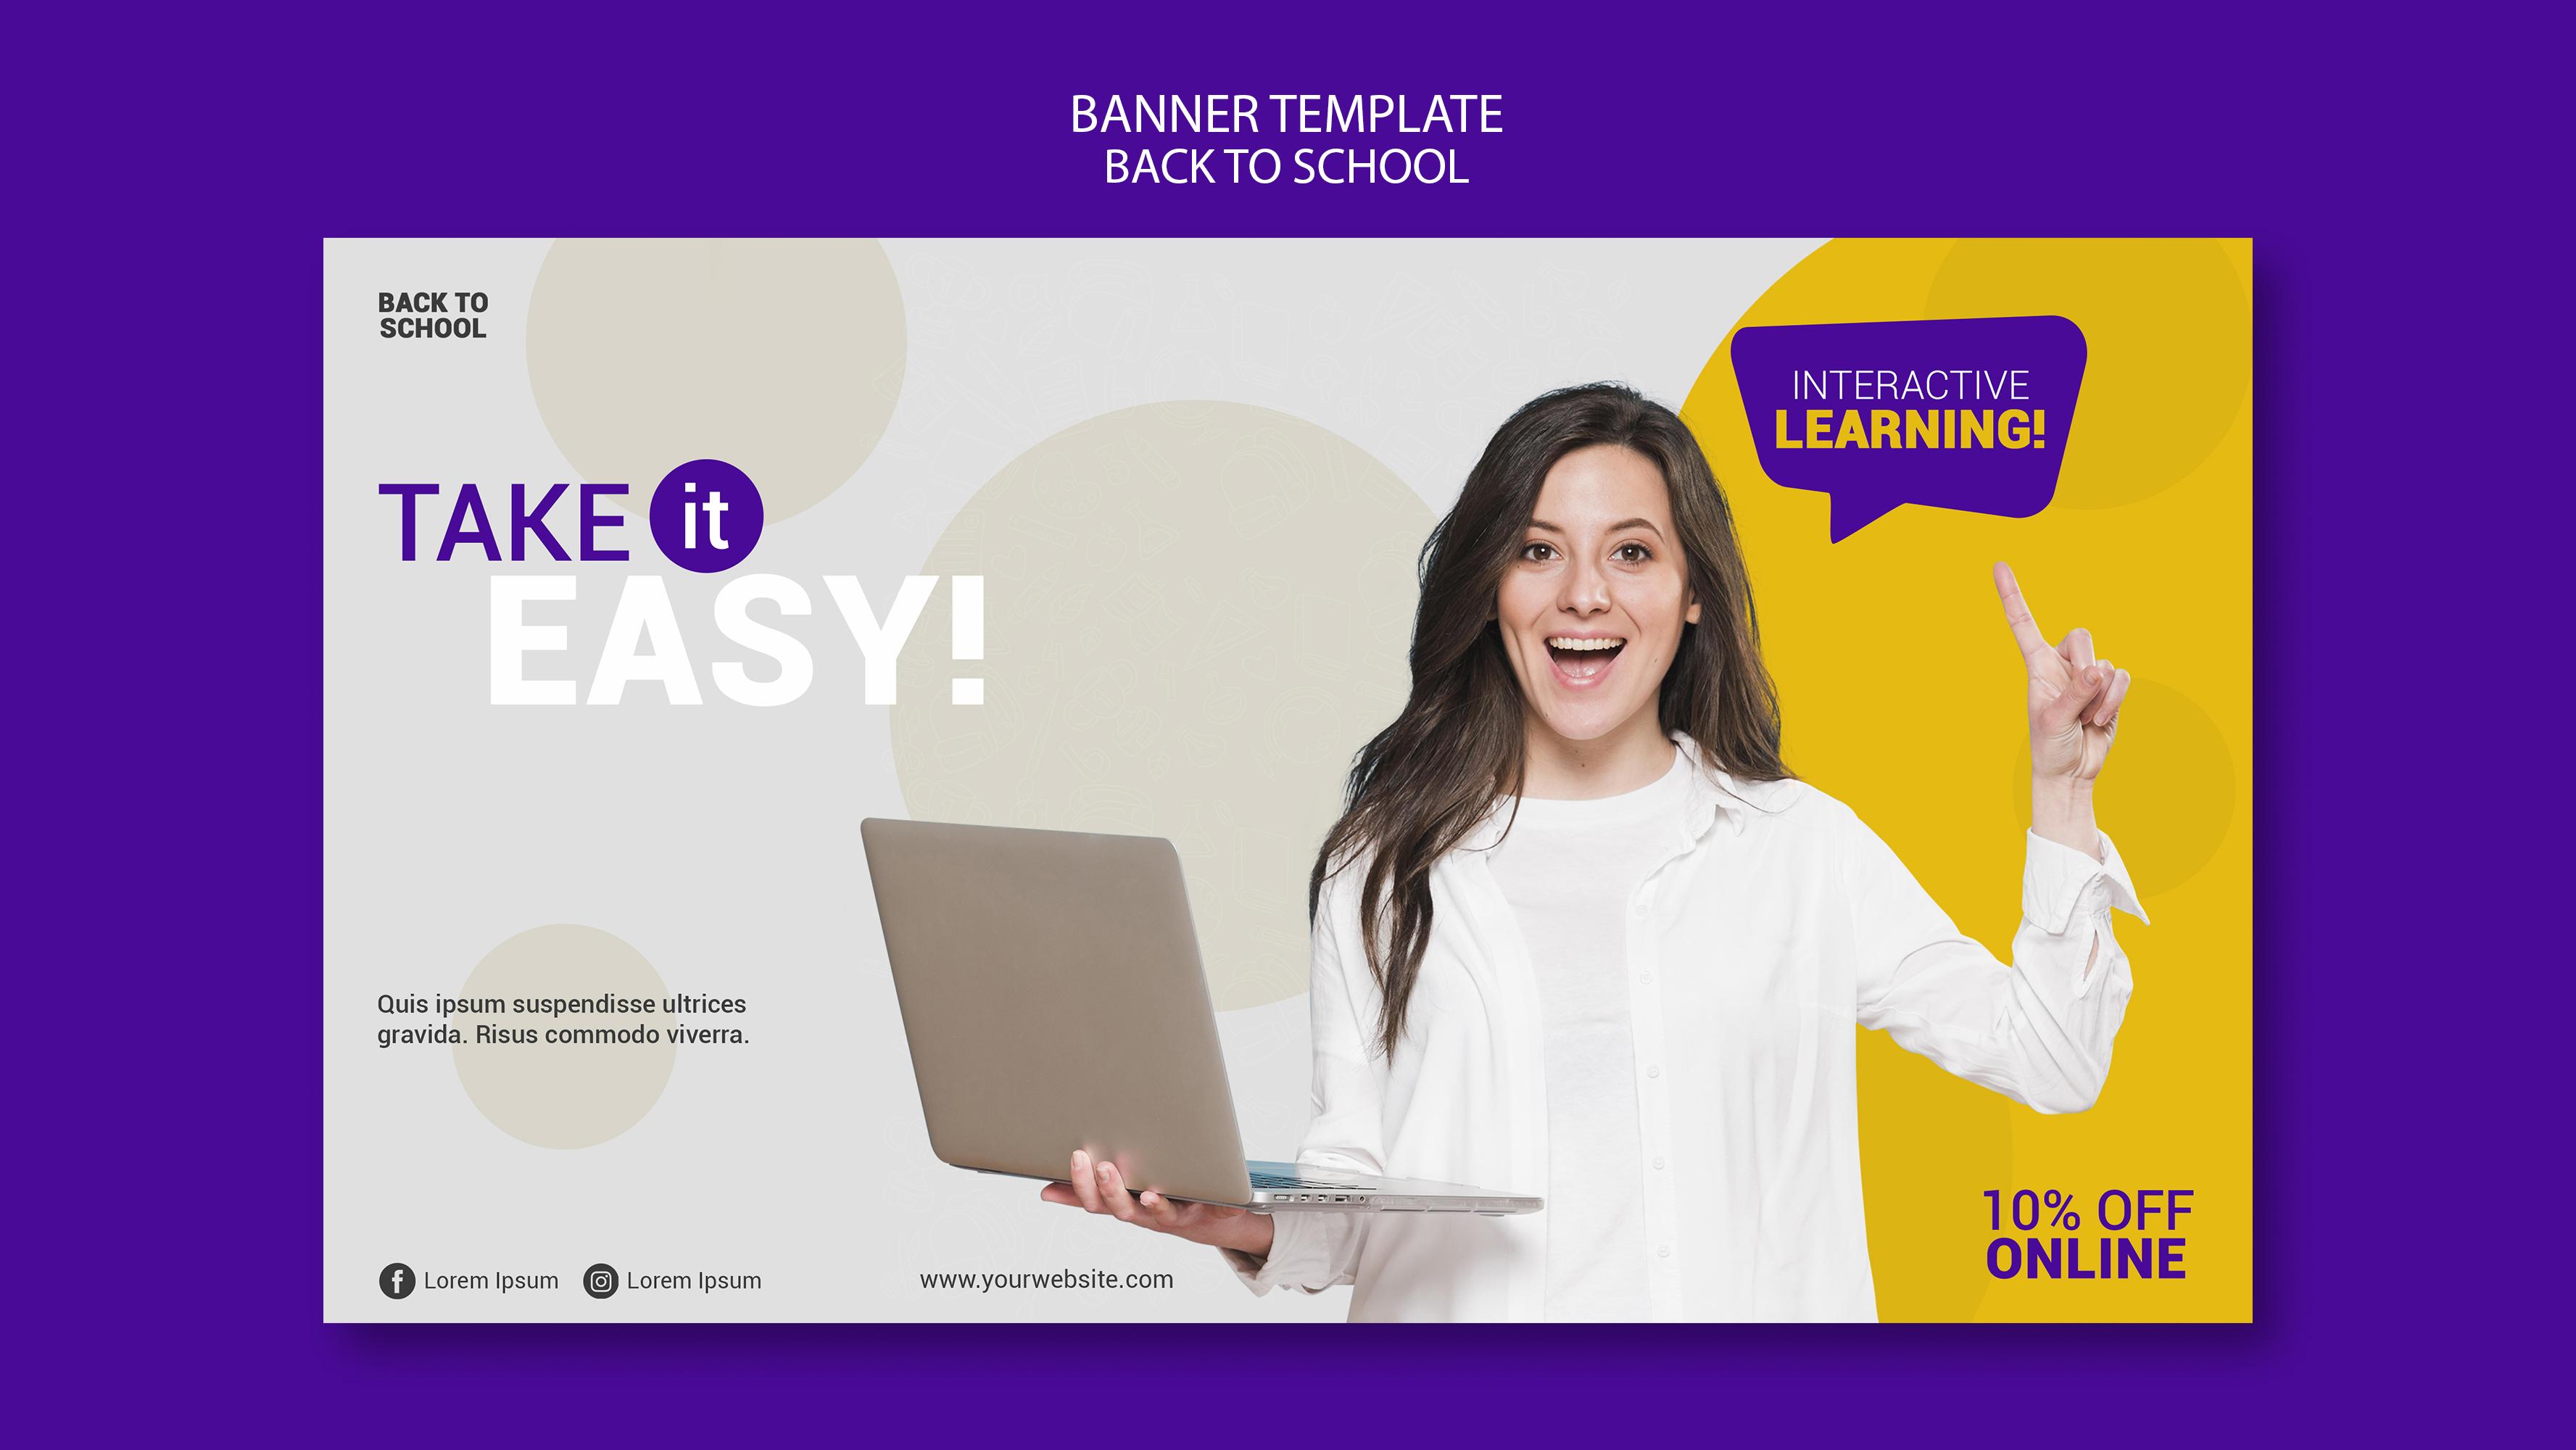 BANNER TEMPLATE
BACK TO SCHOOL
BACK TO
SCHOOL
TAKE it
EASY!
INTERACTIVE
LEARNING!
Quis ipsum suspendisse ultrices
gravida. Risus commodo viverra.
Lorem Ipsum Lorem Ipsum
www.yourwebsite.com
10% OFF
ONLINE